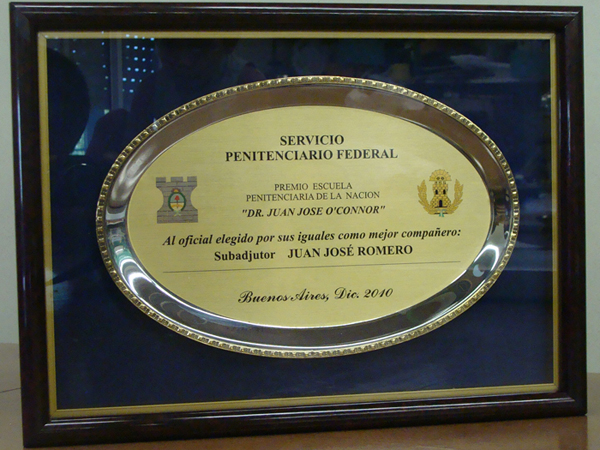 SERVICIO
PENITENCIARIO FEDERAL
PREMIO ESCUELA
PENITENCIARIA DE LA NACION
"DR. JUAN JOSE O'CONNOR"
Al oficial elegido por sus iguales como mejor compañero:
Subadjutor JUAN JOSÉ ROMERO
Buenos Aires, Dic. 2010